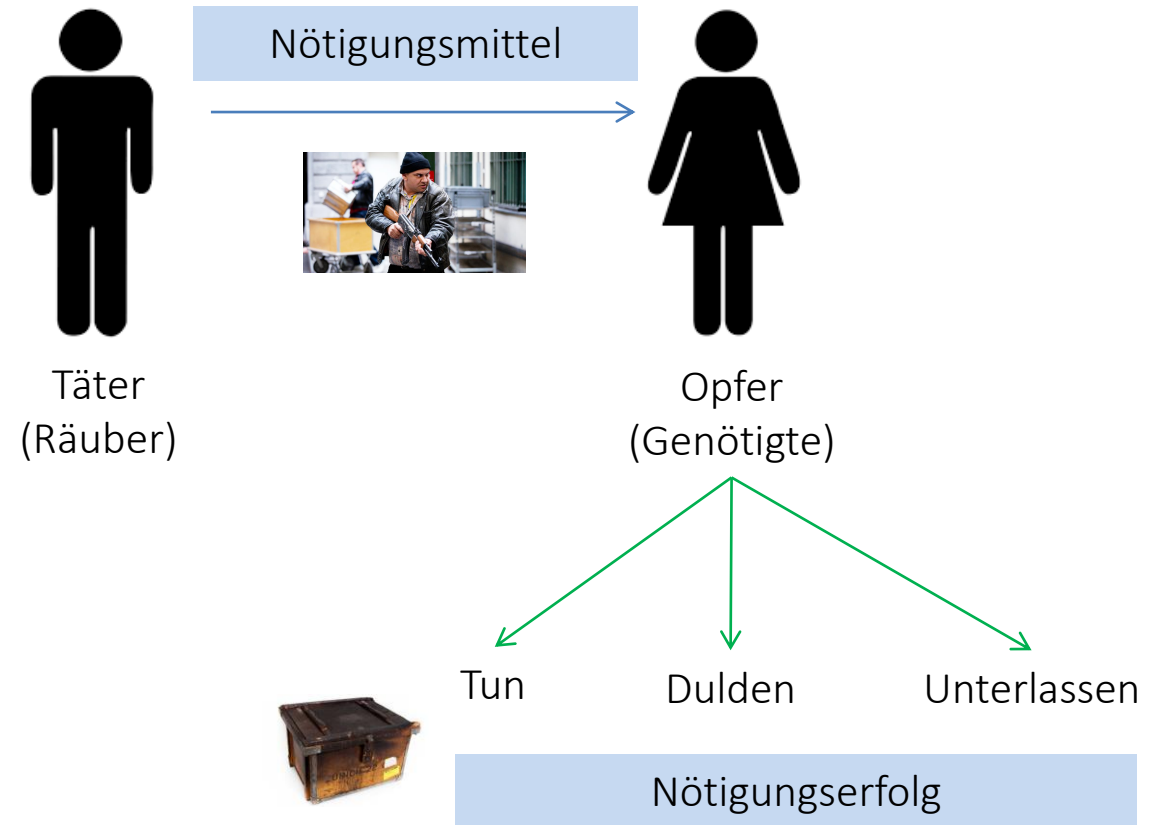 Nötigungsmittel
Täter
(Räuber)
Opfer
(Genötigte)
Tun
Dulden
Unterlassen
Nötigungserfolg